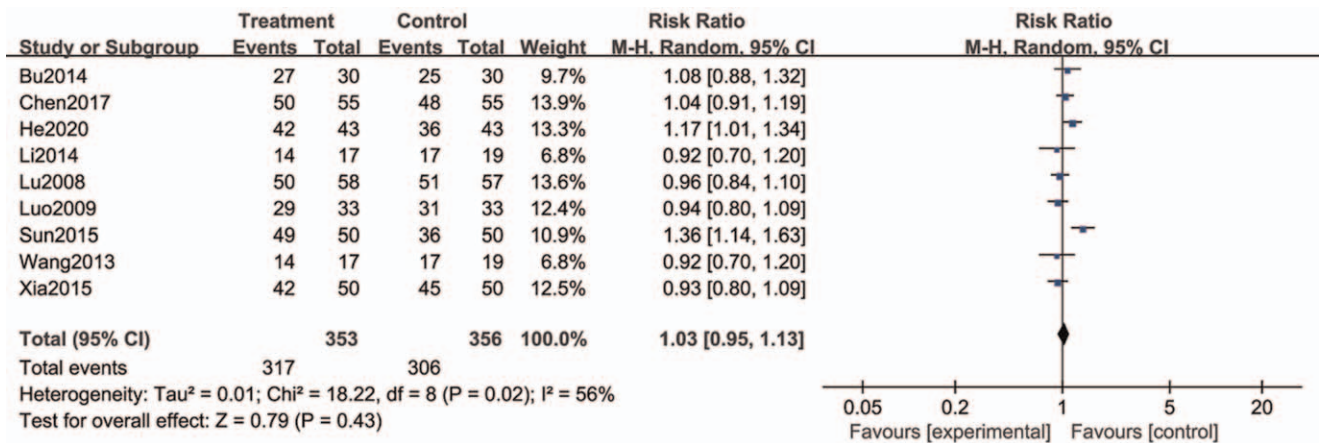 Treatment Control Risk Ratio Risk Ratio
Study or Subgroup Events Total Events Total Weight M-H, Random, 95% CI M-H, Random, 95% CI
Bu2014 27 30 25 30 9.7% 1.08 [0.88, 1.32]
Chen2017 50 55 48 55 13.9% 1.04 [0.91, 1.19]
He2020 42 43 36 43 13.3% 1.17 [1.01, 1.34]
Li2014 14 17 17 19 6.8% 0.92 [0.70, 1.20]
Lu2008 50 58 51 57 13.6% 0.96 [0.84, 1.10]
Luo2009 29 33 31 33 12.4% 0.94 [0.80, 1.09]
Sun2015 49 50 36 50 10.9% 1.36 [1.14, 1.63]
Wang2013 14 17 17 19 6.8% 0.92 [0.70, 1.20]
Xia2015 42 50 45 50 12.5% 0.93 [0.80, 1.09]
Total (95% CI) 353 356 100.0% 1.03 [0.95, 1.13]
Total events 317 306
Heterogeneity: Tau² = 0.01; Chi² = 18.22, df = 8 (P = 0.02); I² = 56%
Test for overall effect: Z = 0.79 (P = 0.43)
0.05 0.2 1 5 20
Favours [experimental] Favours [control]